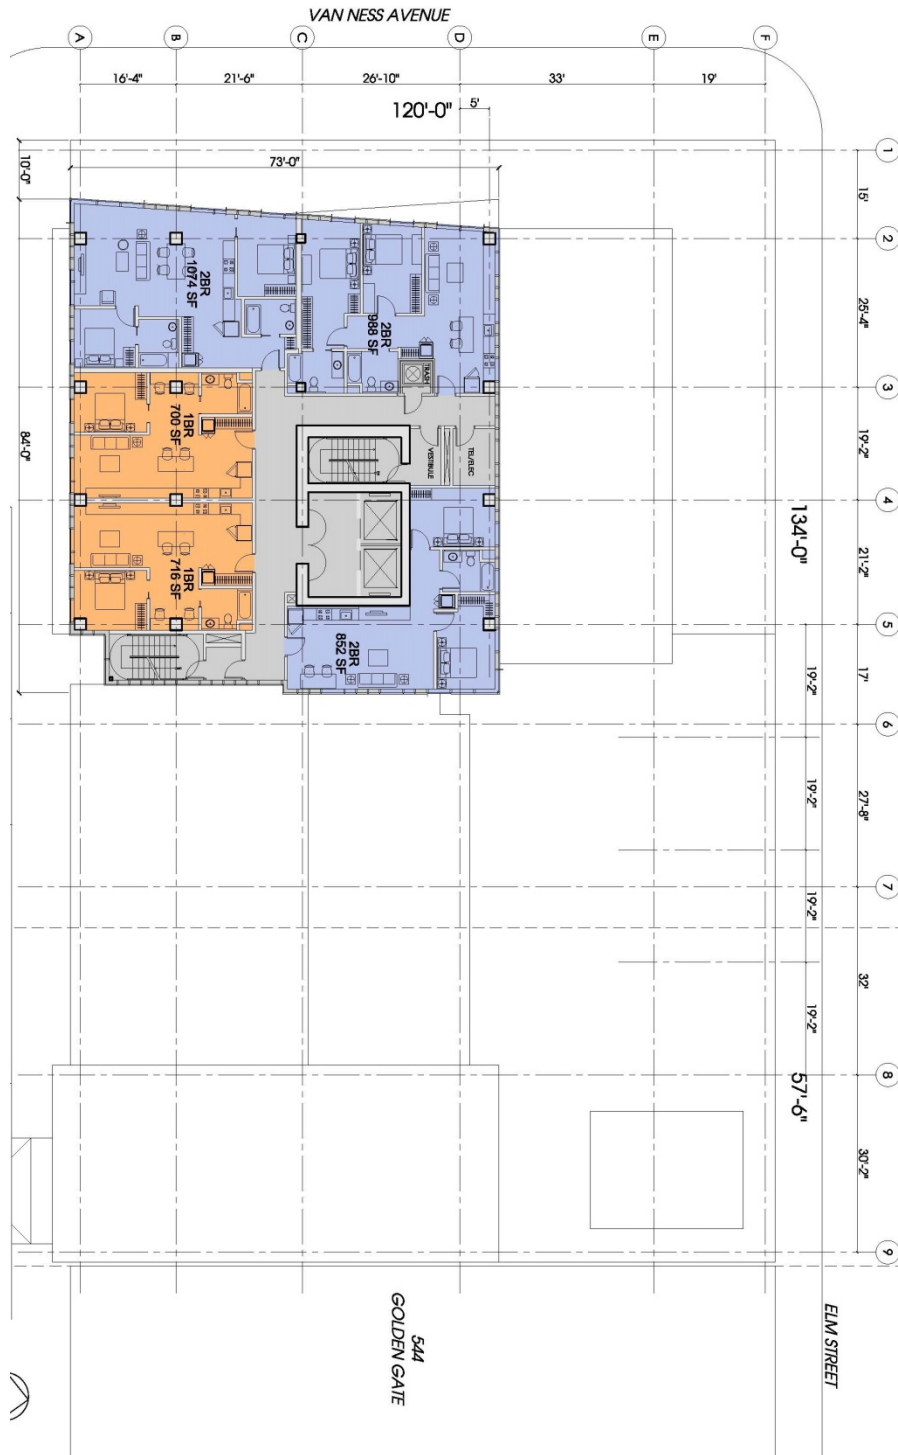 VAN NESS AVENUE
A
B
C
D
E
F
16'-4"
21'-6"
26'-10"
33'
19'
120'-0"
5'
73'-0"
10'-0"
84'-0"
1
15'
2
25'-4"
3
19'-2"
4
21'-2"
5
17'
6
27'-8"
7
32'
8
30'-2"
9
134'-0"
19'-2"
19'-2"
19'-2"
19'-2"
57'-6"
2BR
1074 SF
2BR
988 SF
TRASH
1BR
700 SF
VESTIBULE
TEL/ELEC
1BR
716 SF
2BR
852 SF
544
GOLDEN GATE
ELM STREET